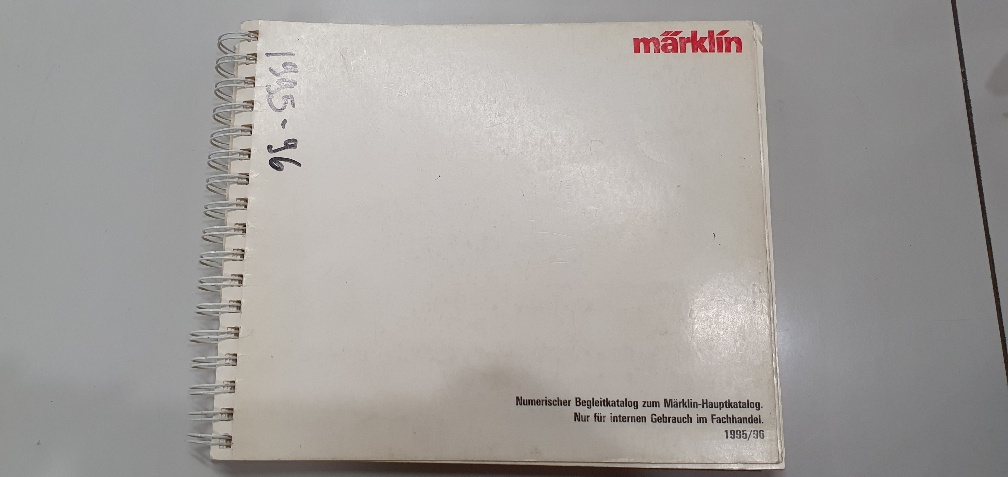 märklin
1995-96
Numerischer Begleitkatalog zum Märklin-Hauptkatalog.
Nur für internen Gebrauch im Fachhandel.
1995/96